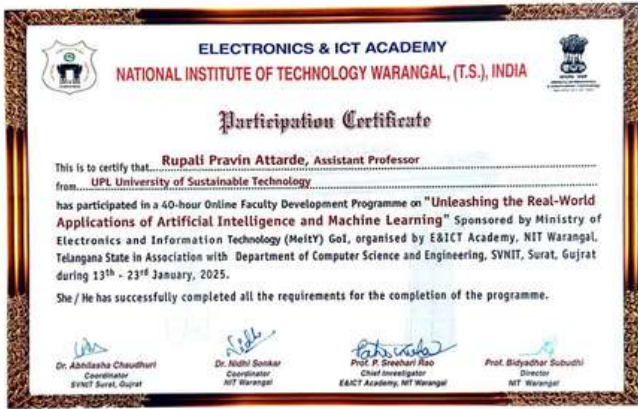 ELECTRONICS & ICT ACADEMY
NATIONAL INSTITUTE OF TECHNOLOGY WARANGAL, (T.S.), INDIA
Participation Certificate
This is to certify that Rupali Pravin Attarde, Assistant Professor
from UPL University of Sustainable Technology
has participated in a 40-hour Online Faculty Development Programme on "Unleashing the Real-World
Applications of Artificial Intelligence and Machine Learning" Sponsored by Ministry of
Electronics and Information Technology (MeitY) GoI, organised by E&ICT Academy, NIT Warangal,
Telangana State in Association with Department of Computer Science and Engineering, SVNIT, Surat, Gujrat
during 13th - 23rd January, 2025.
She / He has successfully completed all the requirements for the completion of the programme.
Dr. Abhilasha Chaudhuri
Coordinator
SVNIT Surat, Gujrat
Dr. Nidhi Sonkar
Coordinator
NIT Warangal
Prof. P. Sreehari Rao
Chief Investigator
E&ICT Academy, NIT Warangal
Prof. Bidyadhar Subudhi
Director
NIT Warangal